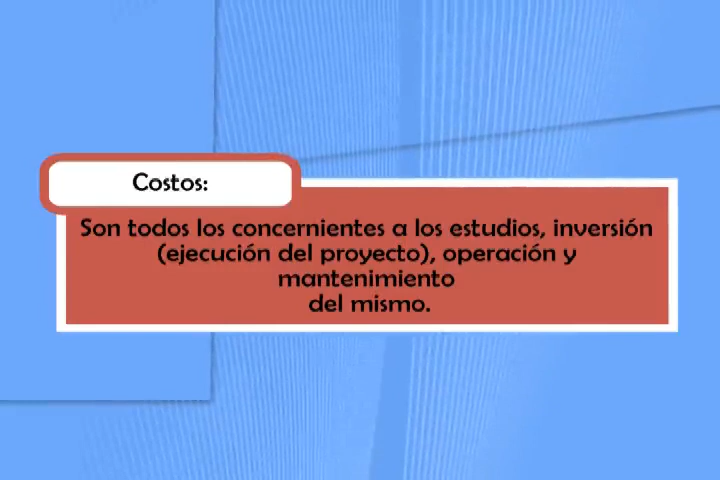 Costos:
Son todos los concernientes a los estudios, inversión
(ejecución del proyecto), operación y
mantenimiento
del mismo.